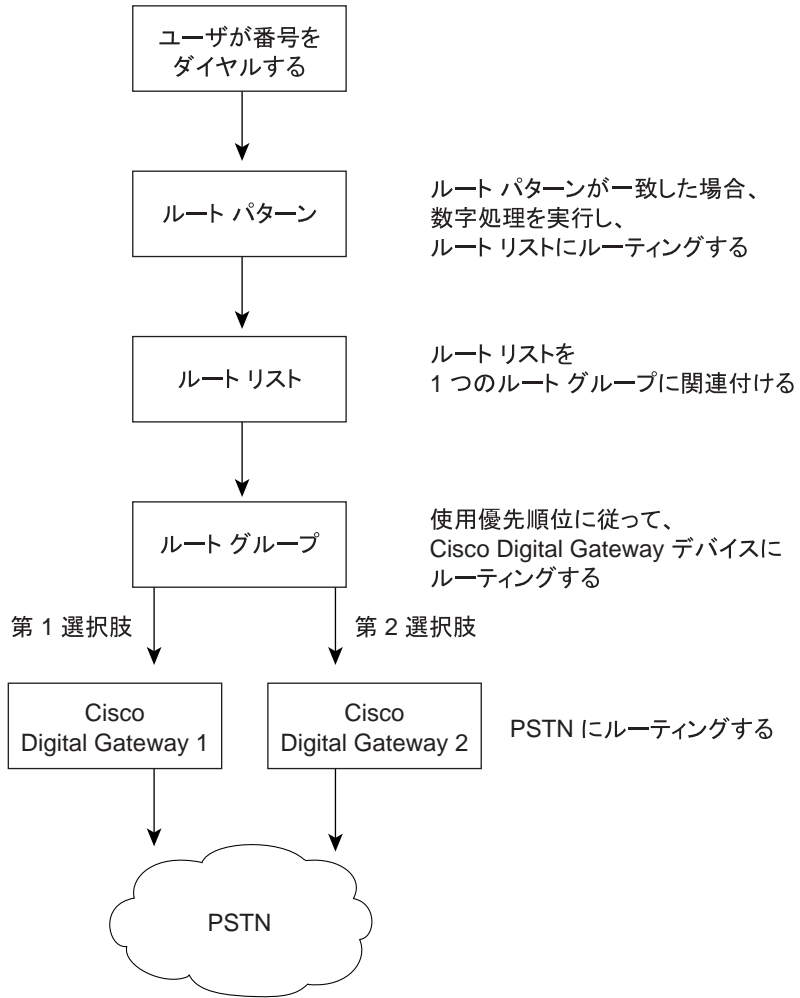 ユーザが番号を
ダイヤルする
ルート パターン
ルート パターンが一致した場合、
数字処理を実行し、
ルート リストにルーティングする
ルート リスト
ルート リストを
1 つのルート グループに関連付ける
ルート グループ
使用優先順位に従って、
Cisco Digital Gateway デバイスに
ルーティングする
第 1 選択肢
第 2 選択肢
Cisco
Digital Gateway 1
Cisco
Digital Gateway 2
PSTN にルーティングする
PSTN